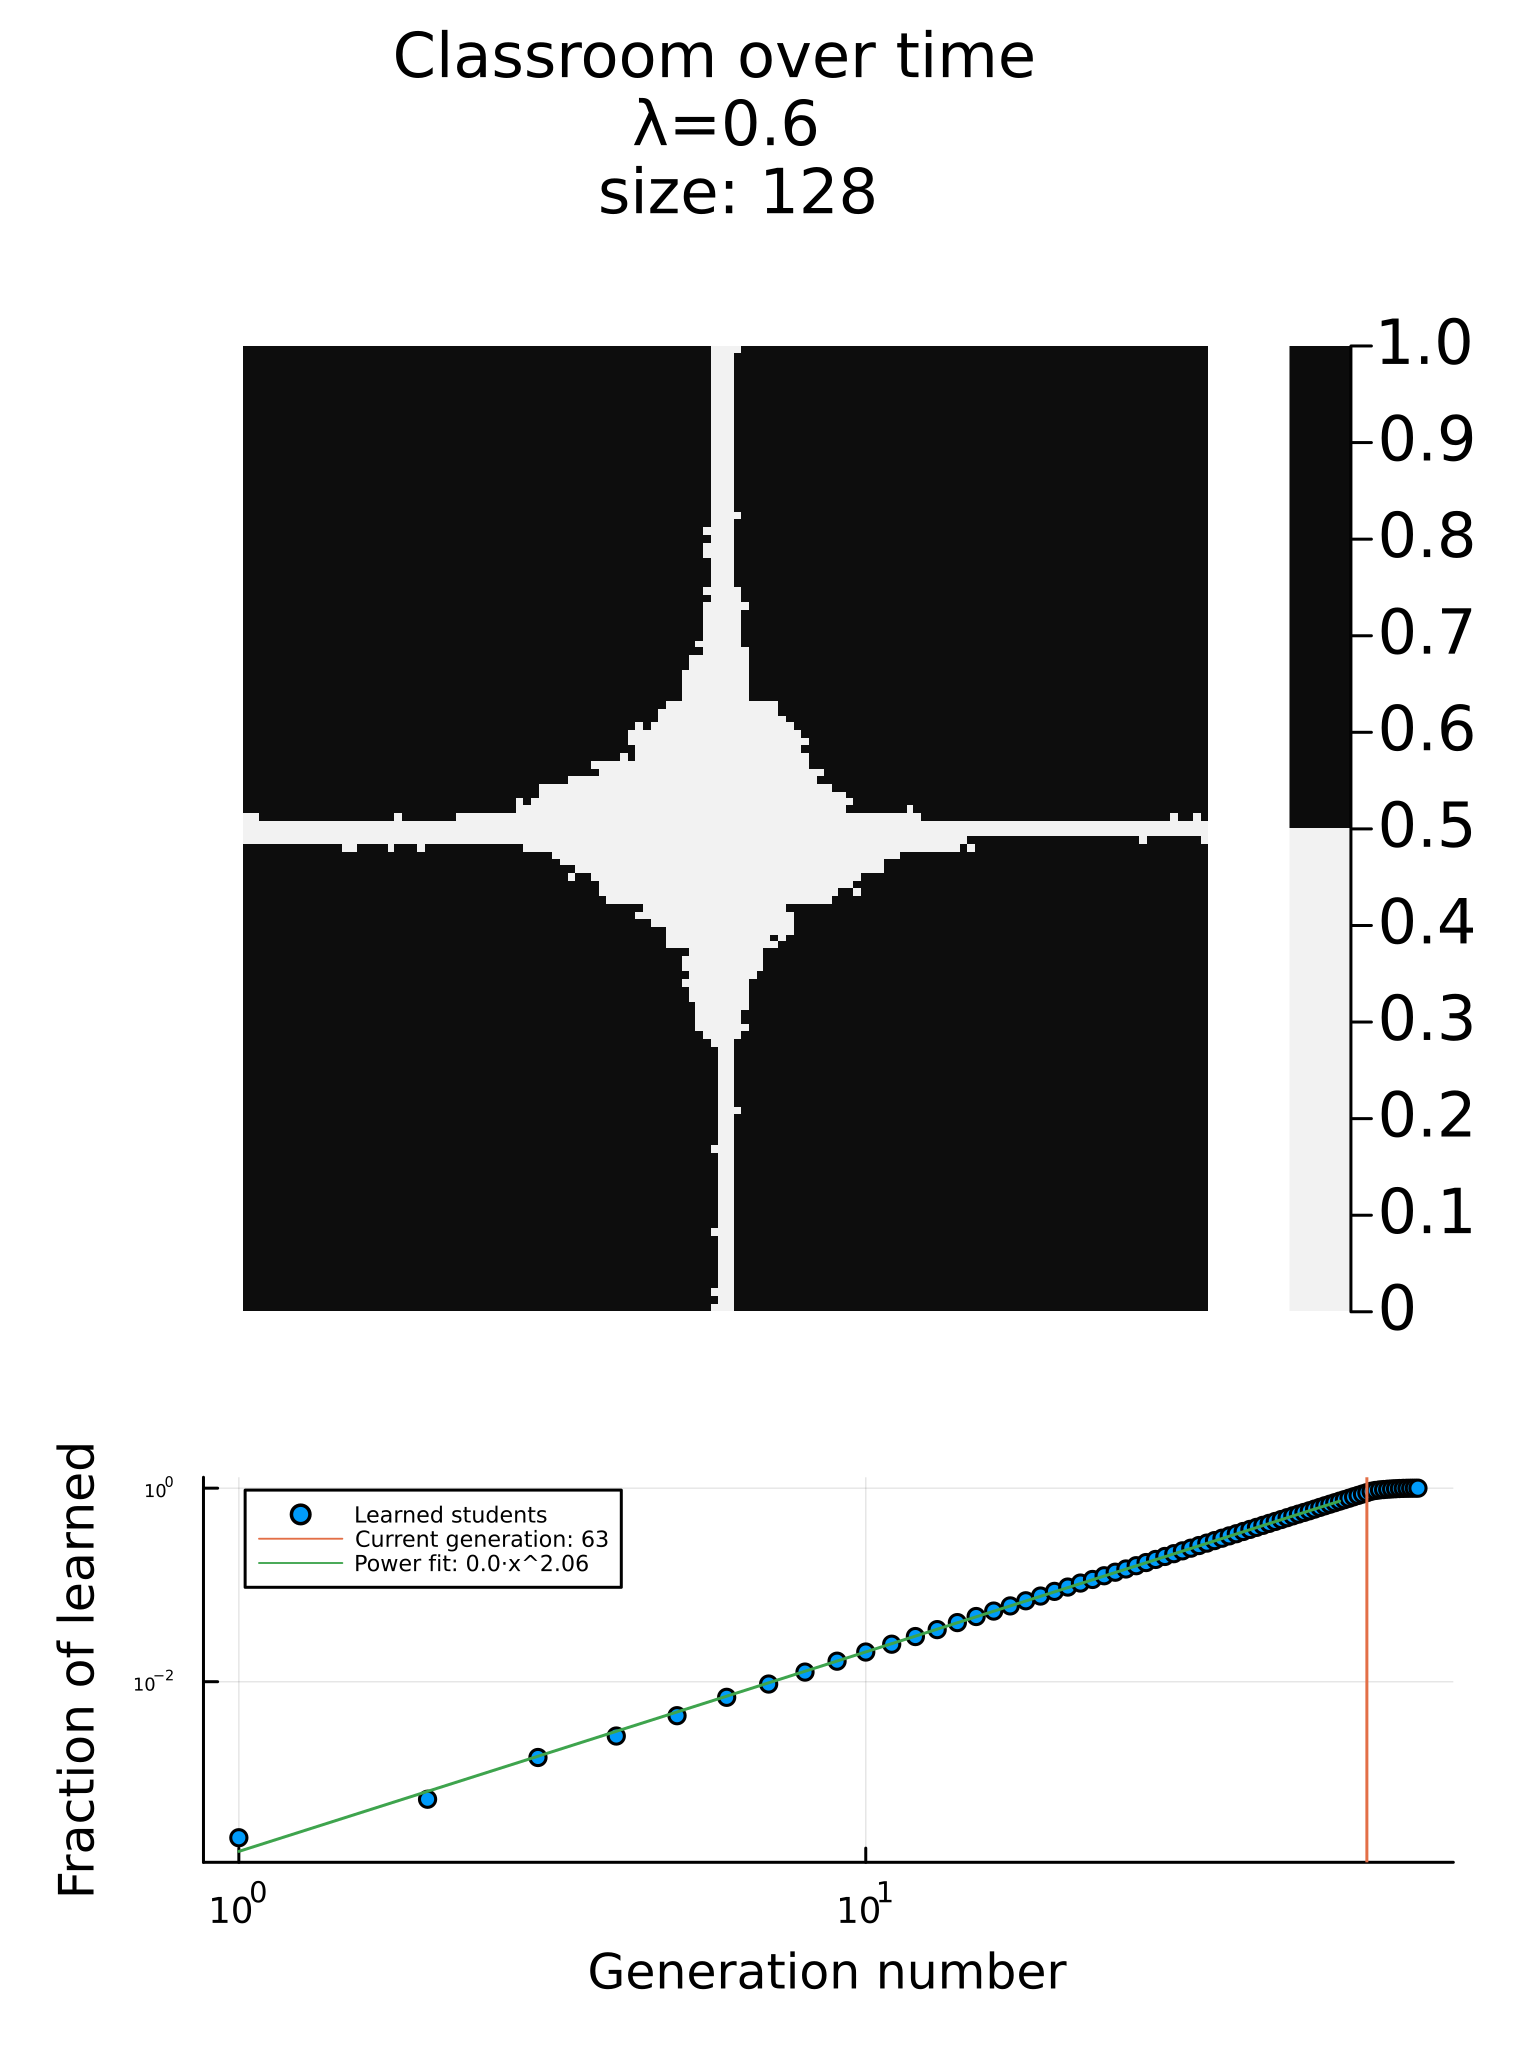 Classroom over time
λ=0.6
size: 128
1.0
0.9
0.8
0.7
0.6
0.5
0.4
0.3
0.2
0.1
0
Fraction of learned
10⁰
10⁻²
Learned students
Current generation: 63
Power fit: 0.0·x^2.06
10⁰
10¹
Generation number